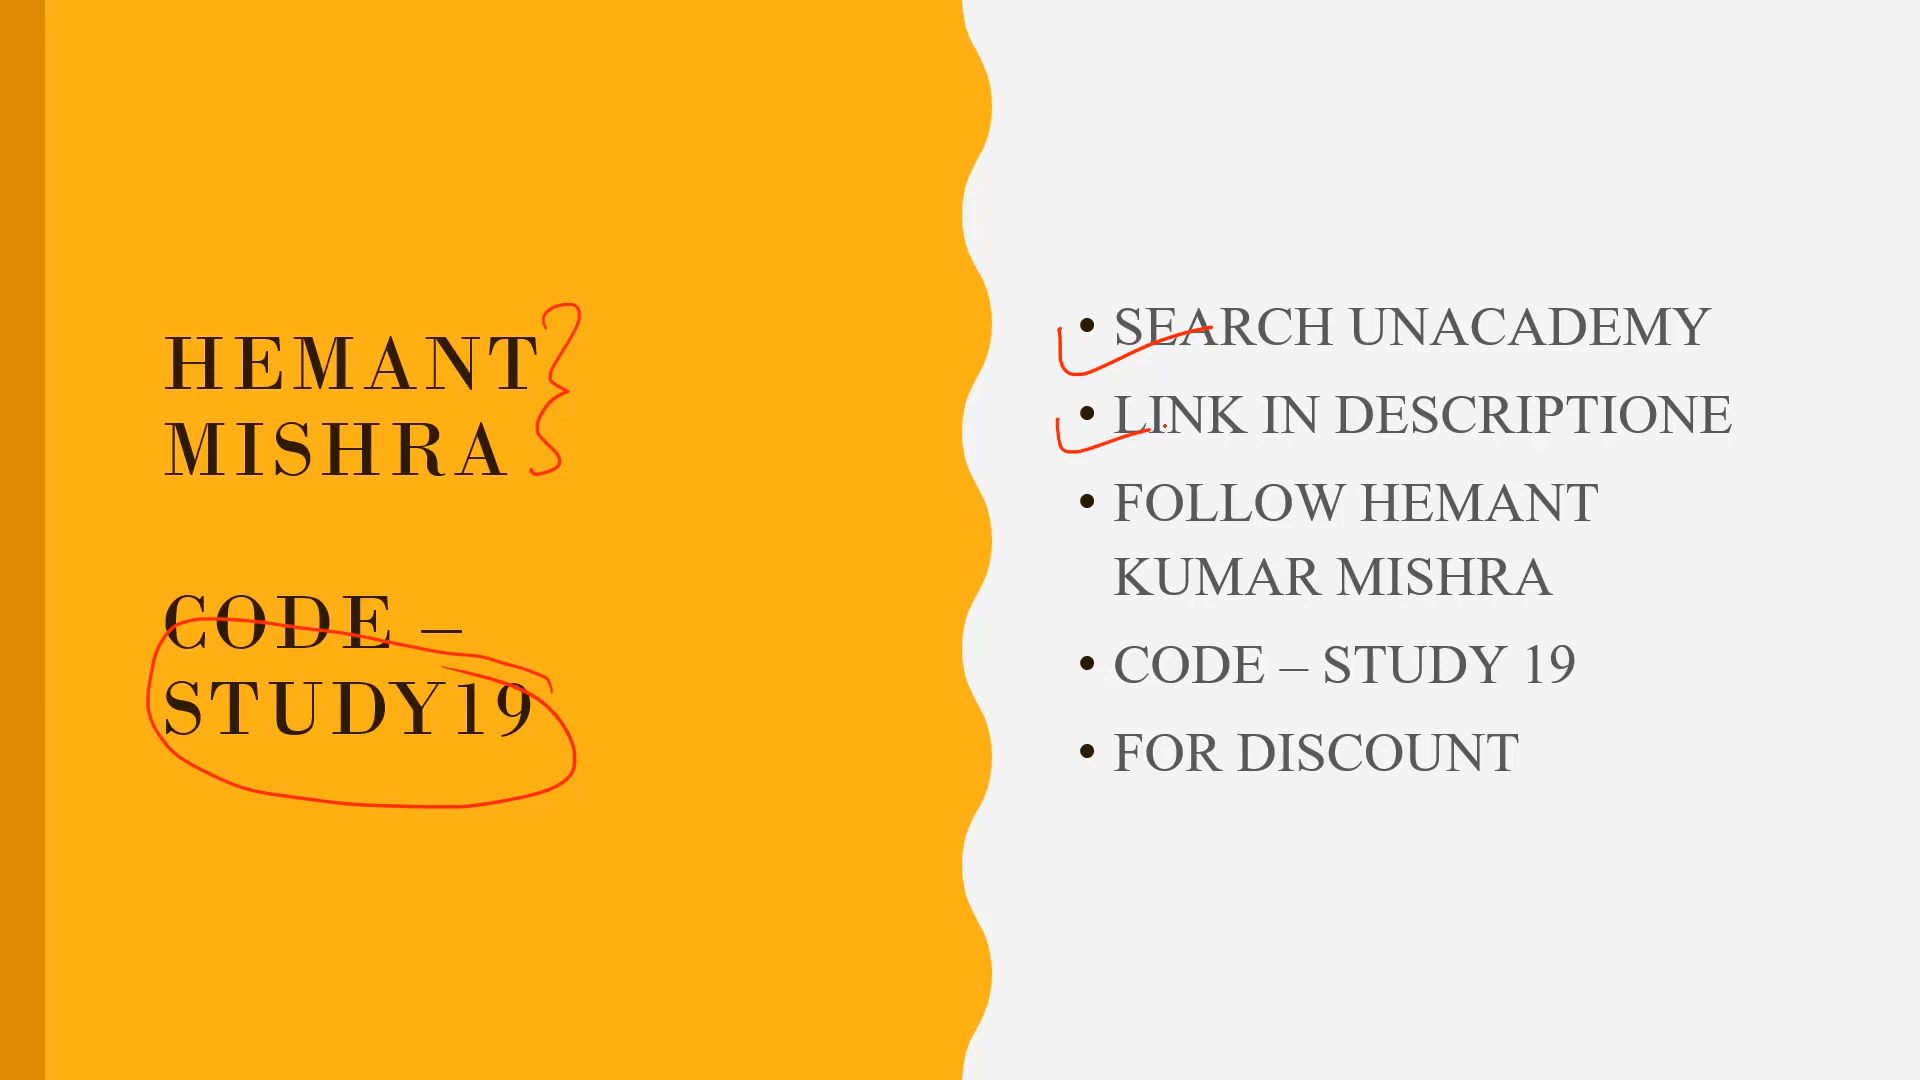 HEMANT
MISHRA
CODE –
STUDY19
• SEARCH UNACADEMY
• LINK IN DESCRIPTIONE
• FOLLOW HEMANT
KUMAR MISHRA
• CODE – STUDY 19
• FOR DISCOUNT